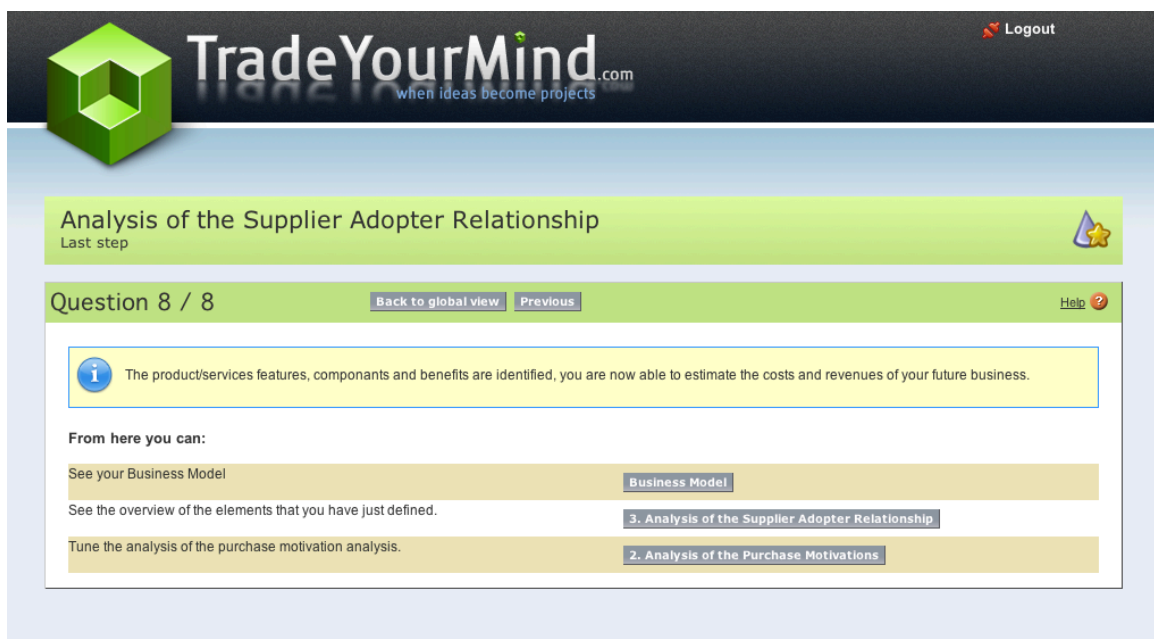 Logout
TradeYourMind.com
when ideas become projects
Analysis of the Supplier Adopter Relationship
Last step
Question 8 / 8
Back to global view
Previous
Help
The product/services features, componants and benefits are identified, you are now able to estimate the costs and revenues of your future business.
From here you can:
See your Business Model
Business Model
See the overview of the elements that you have just defined.
3. Analysis of the Supplier Adopter Relationship
Tune the analysis of the purchase motivation analysis.
2. Analysis of the Purchase Motivations